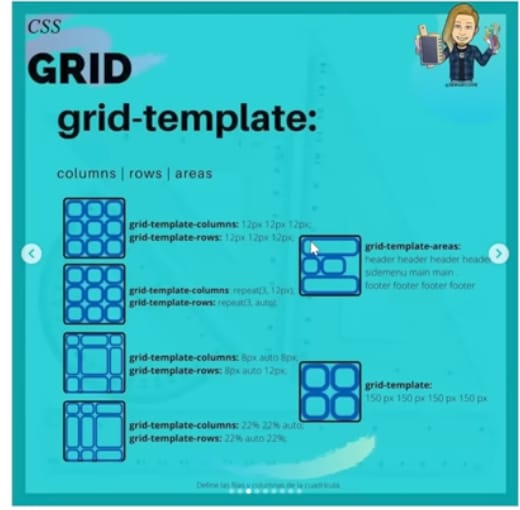 CSS
GRID
grid-template:
columns | rows | areas
grid-template-columns: 12px 12px 12px;
grid-template-rows: 12px 12px 12px;
grid-template-columns: repeat(3, 12px);
grid-template-rows: repeat(3, auto);
grid-template-columns: 8px auto 8px;
grid-template-rows: 8px auto 12px;
grid-template-columns: 22% 22% auto;
grid-template-rows: 22% auto 22%;
grid-template-areas:
header header header header
sidemenu main main .
footer footer footer footer
grid-template:
150 px 150 px 150 px 150 px
Define las filas y columnas de la cuadrícula.